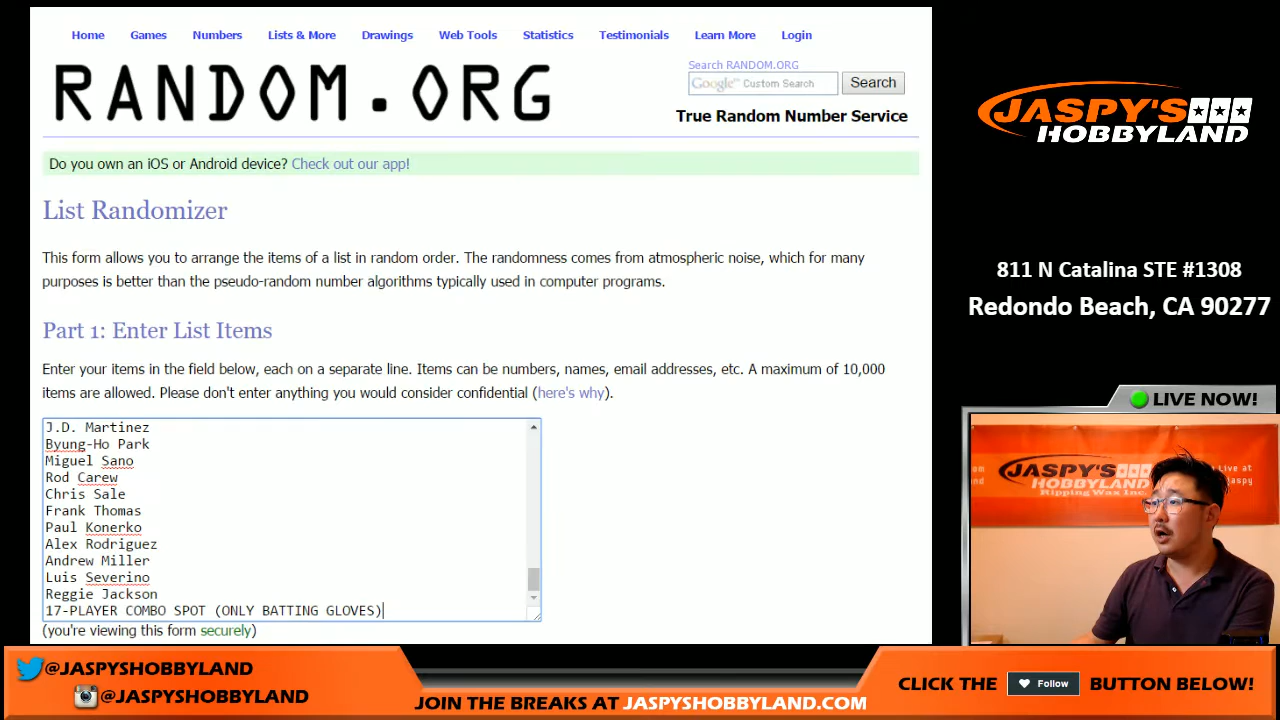 Home Games Numbers Lists & More Drawings Web Tools Statistics Testimonials Learn More Login
RANDOM.ORG
Search RANDOM.ORG
Google™ Custom Search
Search
True Random Number Service
Do you own an iOS or Android device? Check out our app!
List Randomizer
This form allows you to arrange the items of a list in random order. The randomness comes from atmospheric noise, which for many
purposes is better than the pseudo-random number algorithms typically used in computer programs.
Part 1: Enter List Items
Enter your items in the field below, each on a separate line. Items can be numbers, names, email addresses, etc. A maximum of 10,000
items are allowed. Please don't enter anything you would consider confidential (here's why).
J.D. Martinez
Byung-Ho Park
Miguel Sano
Rod Carew
Chris Sale
Frank Thomas
Paul Konerko
Alex Rodriguez
Andrew Miller
Luis Severino
Reggie Jackson
17-PLAYER COMBO SPOT (ONLY BATTING GLOVES)
(you're viewing this form securely)
JASPY'S
HOBBYLAND
811 N Catalina STE #1308
Redondo Beach, CA 90277
LIVE NOW!
JASPY'S
HOBBYLAND
Ripping Wax Inc.
@JASPYSHOBBYLAND
@JASPYSHOBBYLAND
JOIN THE BREAKS AT JASPYSHOBBYLAND.COM
CLICK THE Follow BUTTON BELOW!